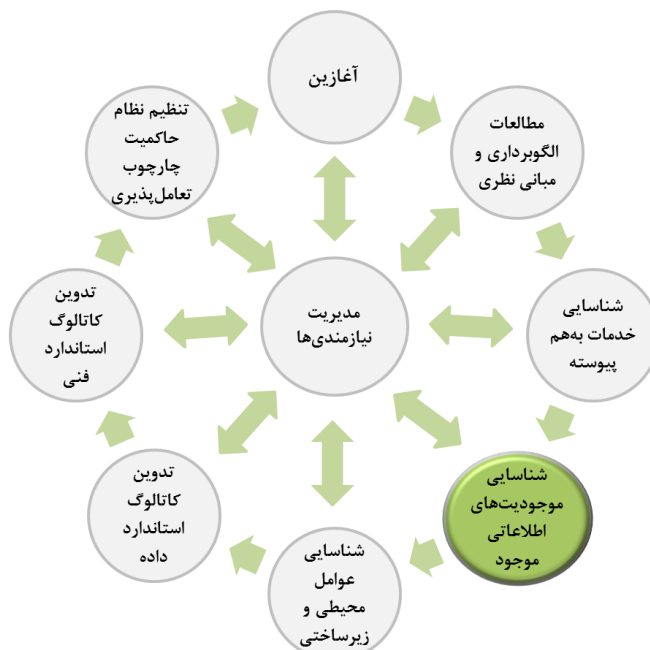 آغازین
مطالعات
الگوبرداری و
مبانی نظری
شناسایی
خدمات به‌هم
پیوسته
شناسایی
موجودیت‌های
اطلاعاتی
موجود
شناسایی
عوامل
محیطی و
زیرساختی
تدوین
کاتالوگ
استاندارد
داده
تدوین
کاتالوگ
استاندارد
فنی
تنظیم نظام
حاکمیت
چارچوب
تعامل‌پذیری
مدیریت
نیازمندی‌ها